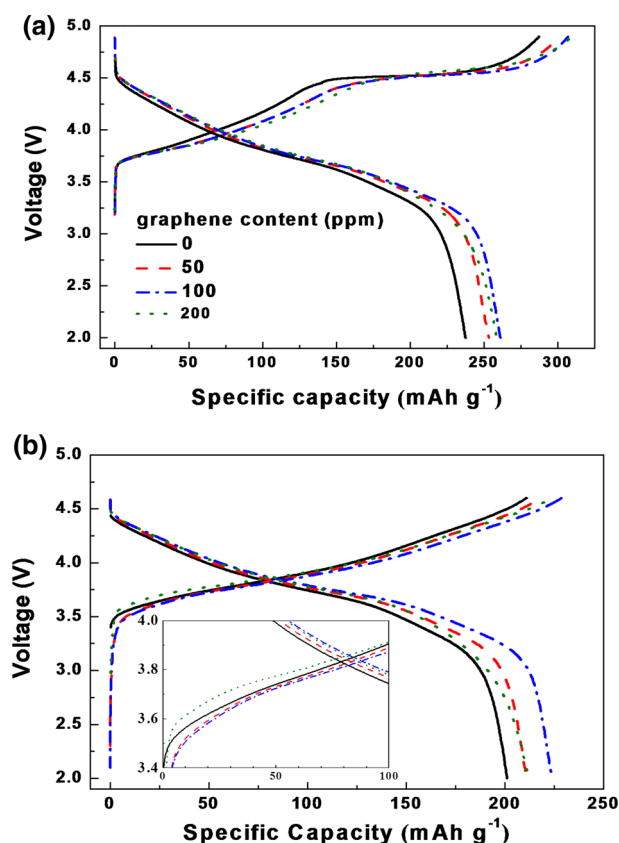 (a)
5.0
4.5
4.0
3.5
3.0
2.5
2.0
Voltage (V)
graphene content (ppm)
0
50
100
200
0 50 100 150 200 250 300
Specific capacity (mAh g⁻¹)
(b)
5.0
4.5
4.0
3.5
3.0
2.5
2.0
Voltage (V)
4.0
3.8
3.6
3.4
0 50 100
0 50 100 150 200 250
Specific Capacity (mAh g⁻¹)